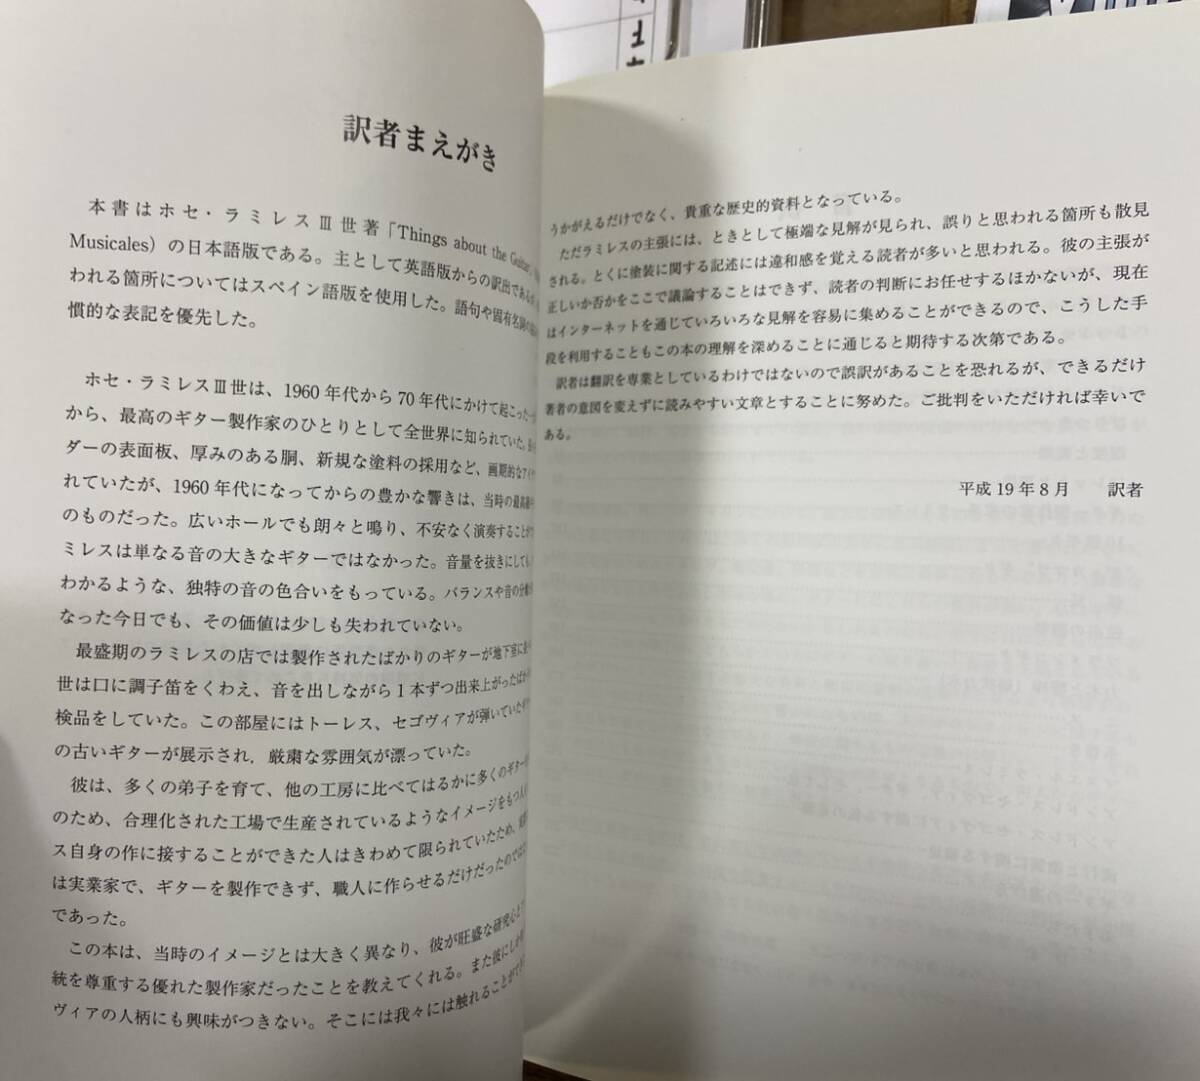 訳者まえがき
本書はホセ・ラミレスⅢ世著「Things about the Guitar
Musicales）の日本語版である。主として英語版からの訳出であるが
われる箇所についてはスペイン語版を使用した。語句や固有名詞の
慣的な表記を優先した。
ホセ・ラミレスⅢ世は、1960年代から70年代にかけて起こった
から、最高のギター製作家のひとりとして全世界に知られていた。
ダーの表面板、厚みのある胴、新規な塗料の採用など、画期的なアイ
れていたが、1960年代になってからの豊かな響きは、当時の最高
のものだった。広いホールでも朗々と鳴り、不安なく演奏することが
ミレスは単なる音の大きなギターではなかった。音量を抜きにしても
わかるような、独特の音の色合いをもっている。バランスや音の分離
なった今日でも、その価値は少しも失われていない。
最盛期のラミレスの店では製作されたばかりのギターが地下室に
世は口に調子笛をくわえ、音を出しながら1本ずつ出来上がったばか
検品をしていた。この部屋にはトーレス、セゴヴィアが弾いていた
の古いギターが展示され，厳粛な雰囲気が漂っていた。
彼は、多くの弟子を育て、他の工房に比べてはるかに多くのギター
のため、合理化された工場で生産されているようなイメージをもつ人
ス自身の作に接することができた人はきわめて限られていたため、
は実業家で、ギターを製作できず、職人に作らせるだけだったのでは
であった。
この本は、当時のイメージとは大きく異なり、彼が旺盛な研究心と
統を尊重する優れた製作家だったことを教えてくれる。また彼にしか
ヴィアの人柄にも興味がつきない。そこには我々には触れることができ
うかがえるだけでなく、貴重な歴史的資料となっている。
ただラミレスの主張には、ときとして極端な見解が見られ、誤りと思われる箇所も散見
される。とくに塗装に関する記述には違和感を覚える読者が多いと思われる。彼の主張が
正しいか否かをここで議論することはできず、読者の判断にお任せするほかないが、現在
はインターネットを通じていろいろな見解を容易に集めることができるので、こうした手
段を利用することもこの本の理解を深めることに通じると期待する次第である。
訳者は翻訳を専業としているわけではないので誤訳があることを恐れるが、できるだけ
著者の意図を変えずに読みやすい文章とすることに努めた。ご批判をいただければ幸いで
ある。
平成19年8月　訳者